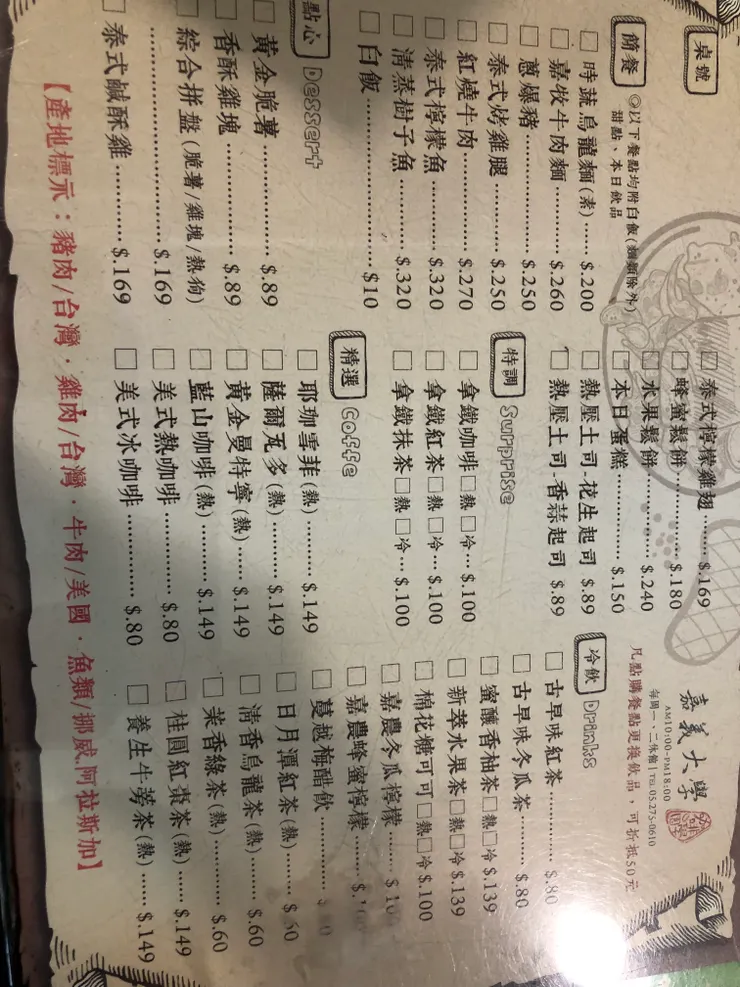 桌號
簡餐
◎以下餐點均附白飯(麵類除外)
甜點、本日飲品
□時蔬烏龍麵(素)……$.200
□嘉牧牛肉麵……$.260
□蔥爆豬……$.250
□泰式烤雞腿……$.250
□紅燒牛肉……$.270
□泰式檸檬魚……$.320
□清蒸樹子魚……$.320
□白飯……$10
點心 Dessert
□黃金脆薯……$.89
□香酥雞塊……$.89
□綜合拼盤(脆薯/雞塊/熱狗)
……$.169
□泰式鹹酥雞……$.169
□泰式檸檬雞翅……$.169
□蜂蜜鬆餅……$.180
□水果鬆餅……$.240
□本日蛋糕……$.150
□熱壓土司-花生起司 $.89
□熱壓土司-香蒜起司 $.89
特調 Surprise
□拿鐵咖啡□熱□冷…$.100
□拿鐵紅茶□熱□冷…$.100
□拿鐵抹茶□熱□冷…$.100
精選 Coffe
□耶珈雪菲(熱)……$.149
□薩爾瓦多(熱)……$.149
□黃金曼特寧(熱)……$.149
□藍山咖啡(熱)……$.149
□美式熱咖啡……$.80
□美式冰咖啡……$.80
嘉義大學
AM10:00-PM18:00
每周一、二休館|TEL.05.275-0610
凡點購餐點更換飲品，可折抵50元
冷飲 Drinks
□古早味紅茶……$.80
□古早味冬瓜茶……$.80
□蜜釀香柚茶□熱□冷$.139
□新萃水果茶□熱□冷$.139
□棉花糖可可□熱□冷$.100
□嘉農冬瓜檸檬……$
□嘉農蜂蜜檸檬……$.
□蔓越梅醋飲……
□日月潭紅茶(熱)……$.60
□清香烏龍茶(熱)……$.60
□茉香綠茶(熱)……$.60
□桂圓紅棗茶(熱)……$.149
□養生牛蒡茶(熱)……$.149
【產地標示：豬肉/台灣．雞肉/台灣．牛肉/美國．魚類/挪威,阿拉斯加】